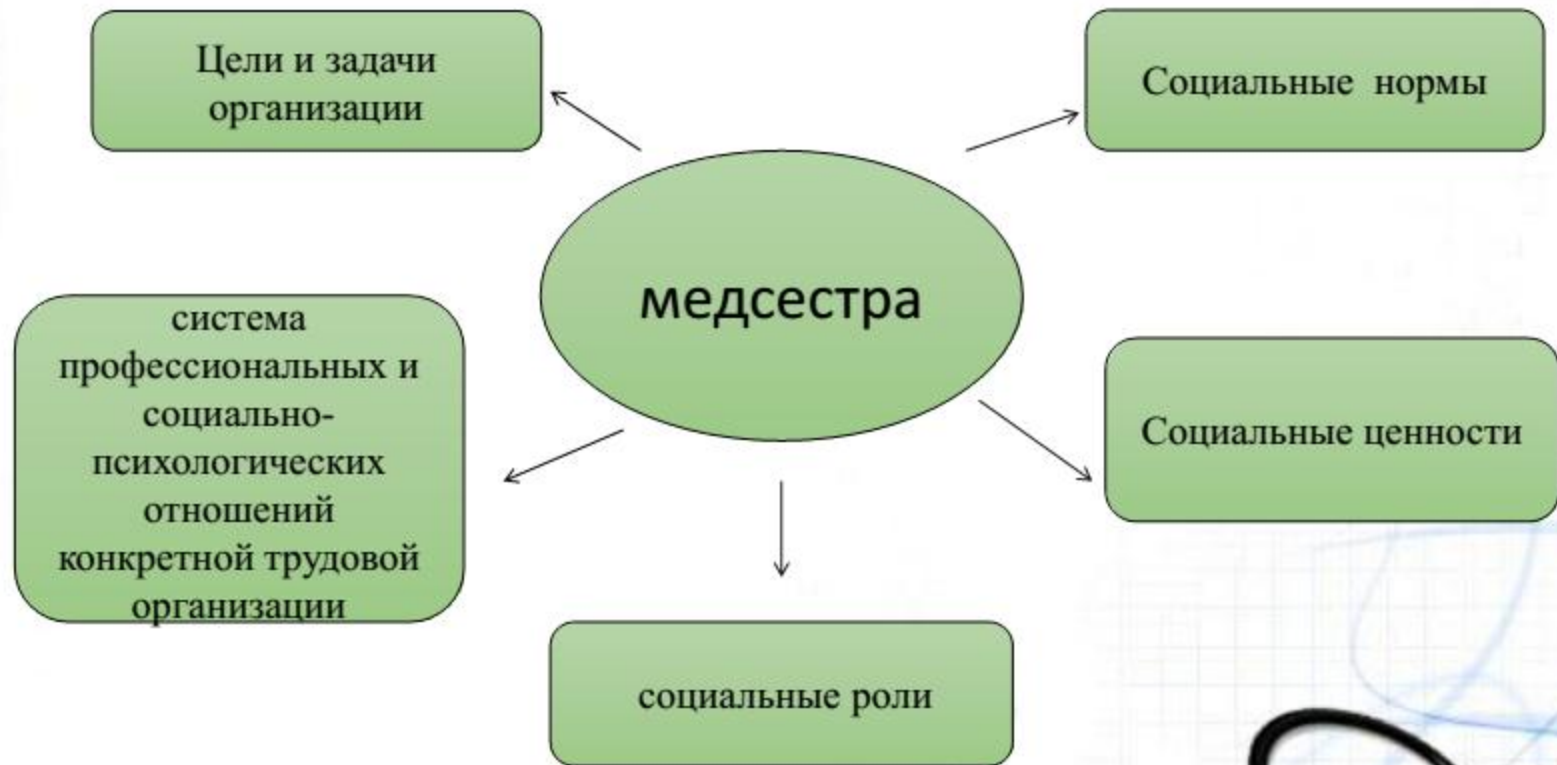 Цели и задачи
организации
Социальные нормы
медсестра
система
профессиональных и
социально-
психологических
отношений
конкретной трудовой
организации
Социальные ценности
социальные роли